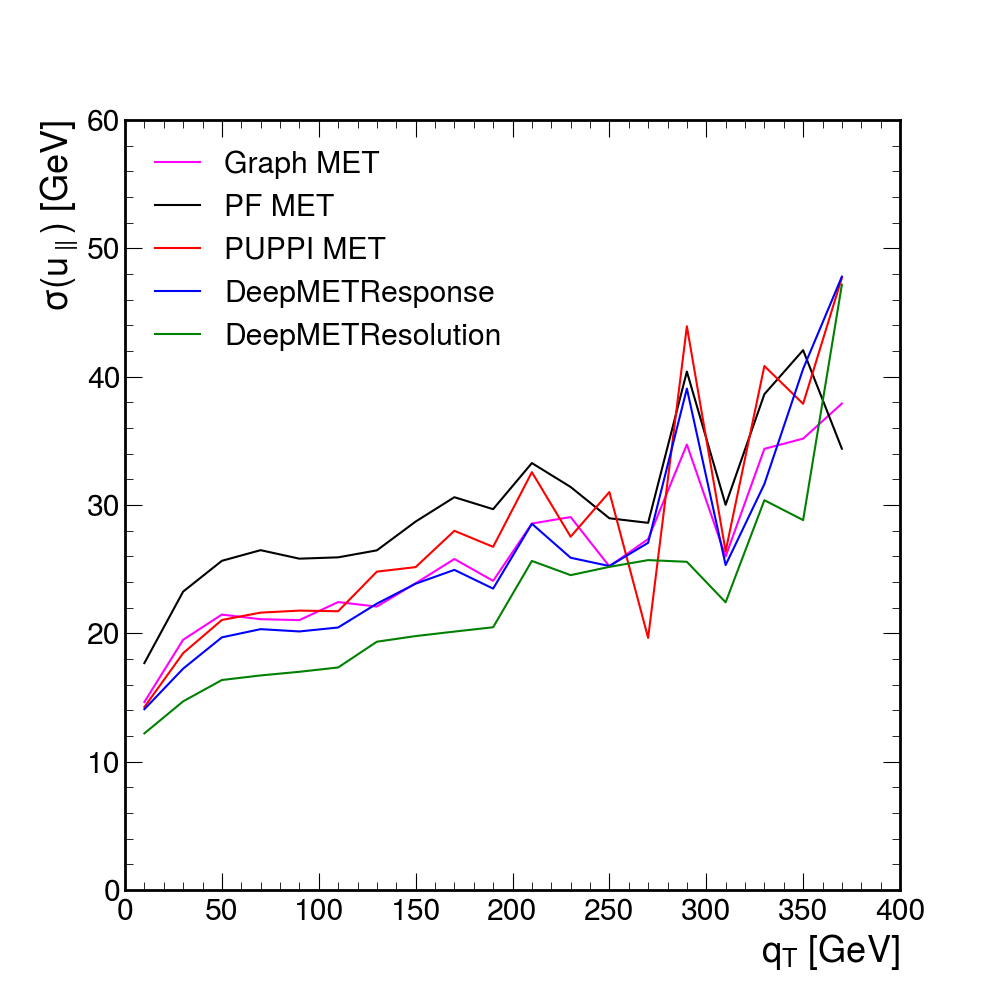 σ(u∥) [GeV]
60
50
40
30
20
10
0
Graph MET
PF MET
PUPPI MET
DeepMETResponse
DeepMETResolution
0 50 100 150 200 250 300 350 400
qT [GeV]